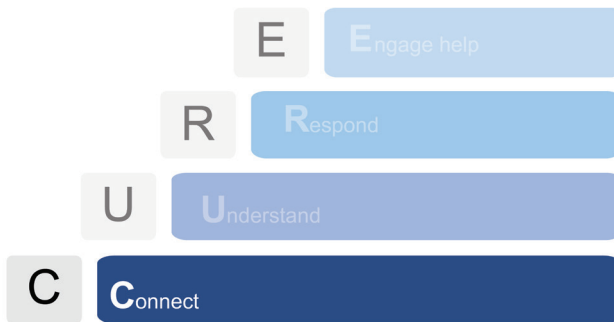 E Engage help
R Respond
U Understand
C Connect